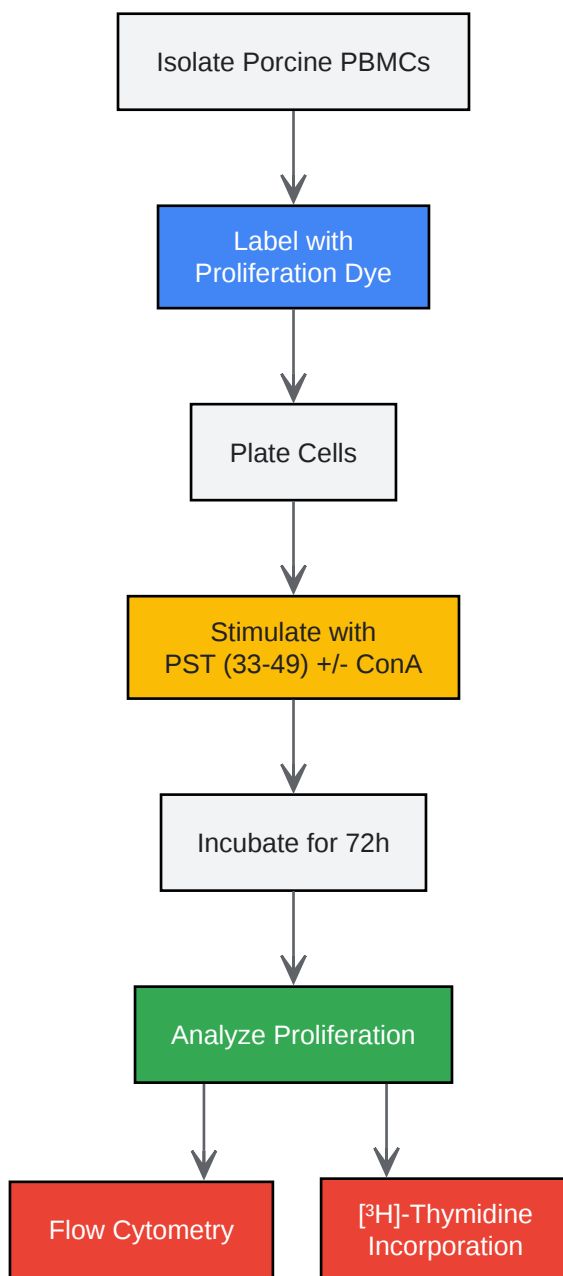 Isolate Porcine PBMCs
Label with
Proliferation Dye
Plate Cells
Stimulate with
PST (33-49) +/- ConA
Incubate for 72h
Analyze Proliferation
Flow Cytometry
[³H]-Thymidine
Incorporation